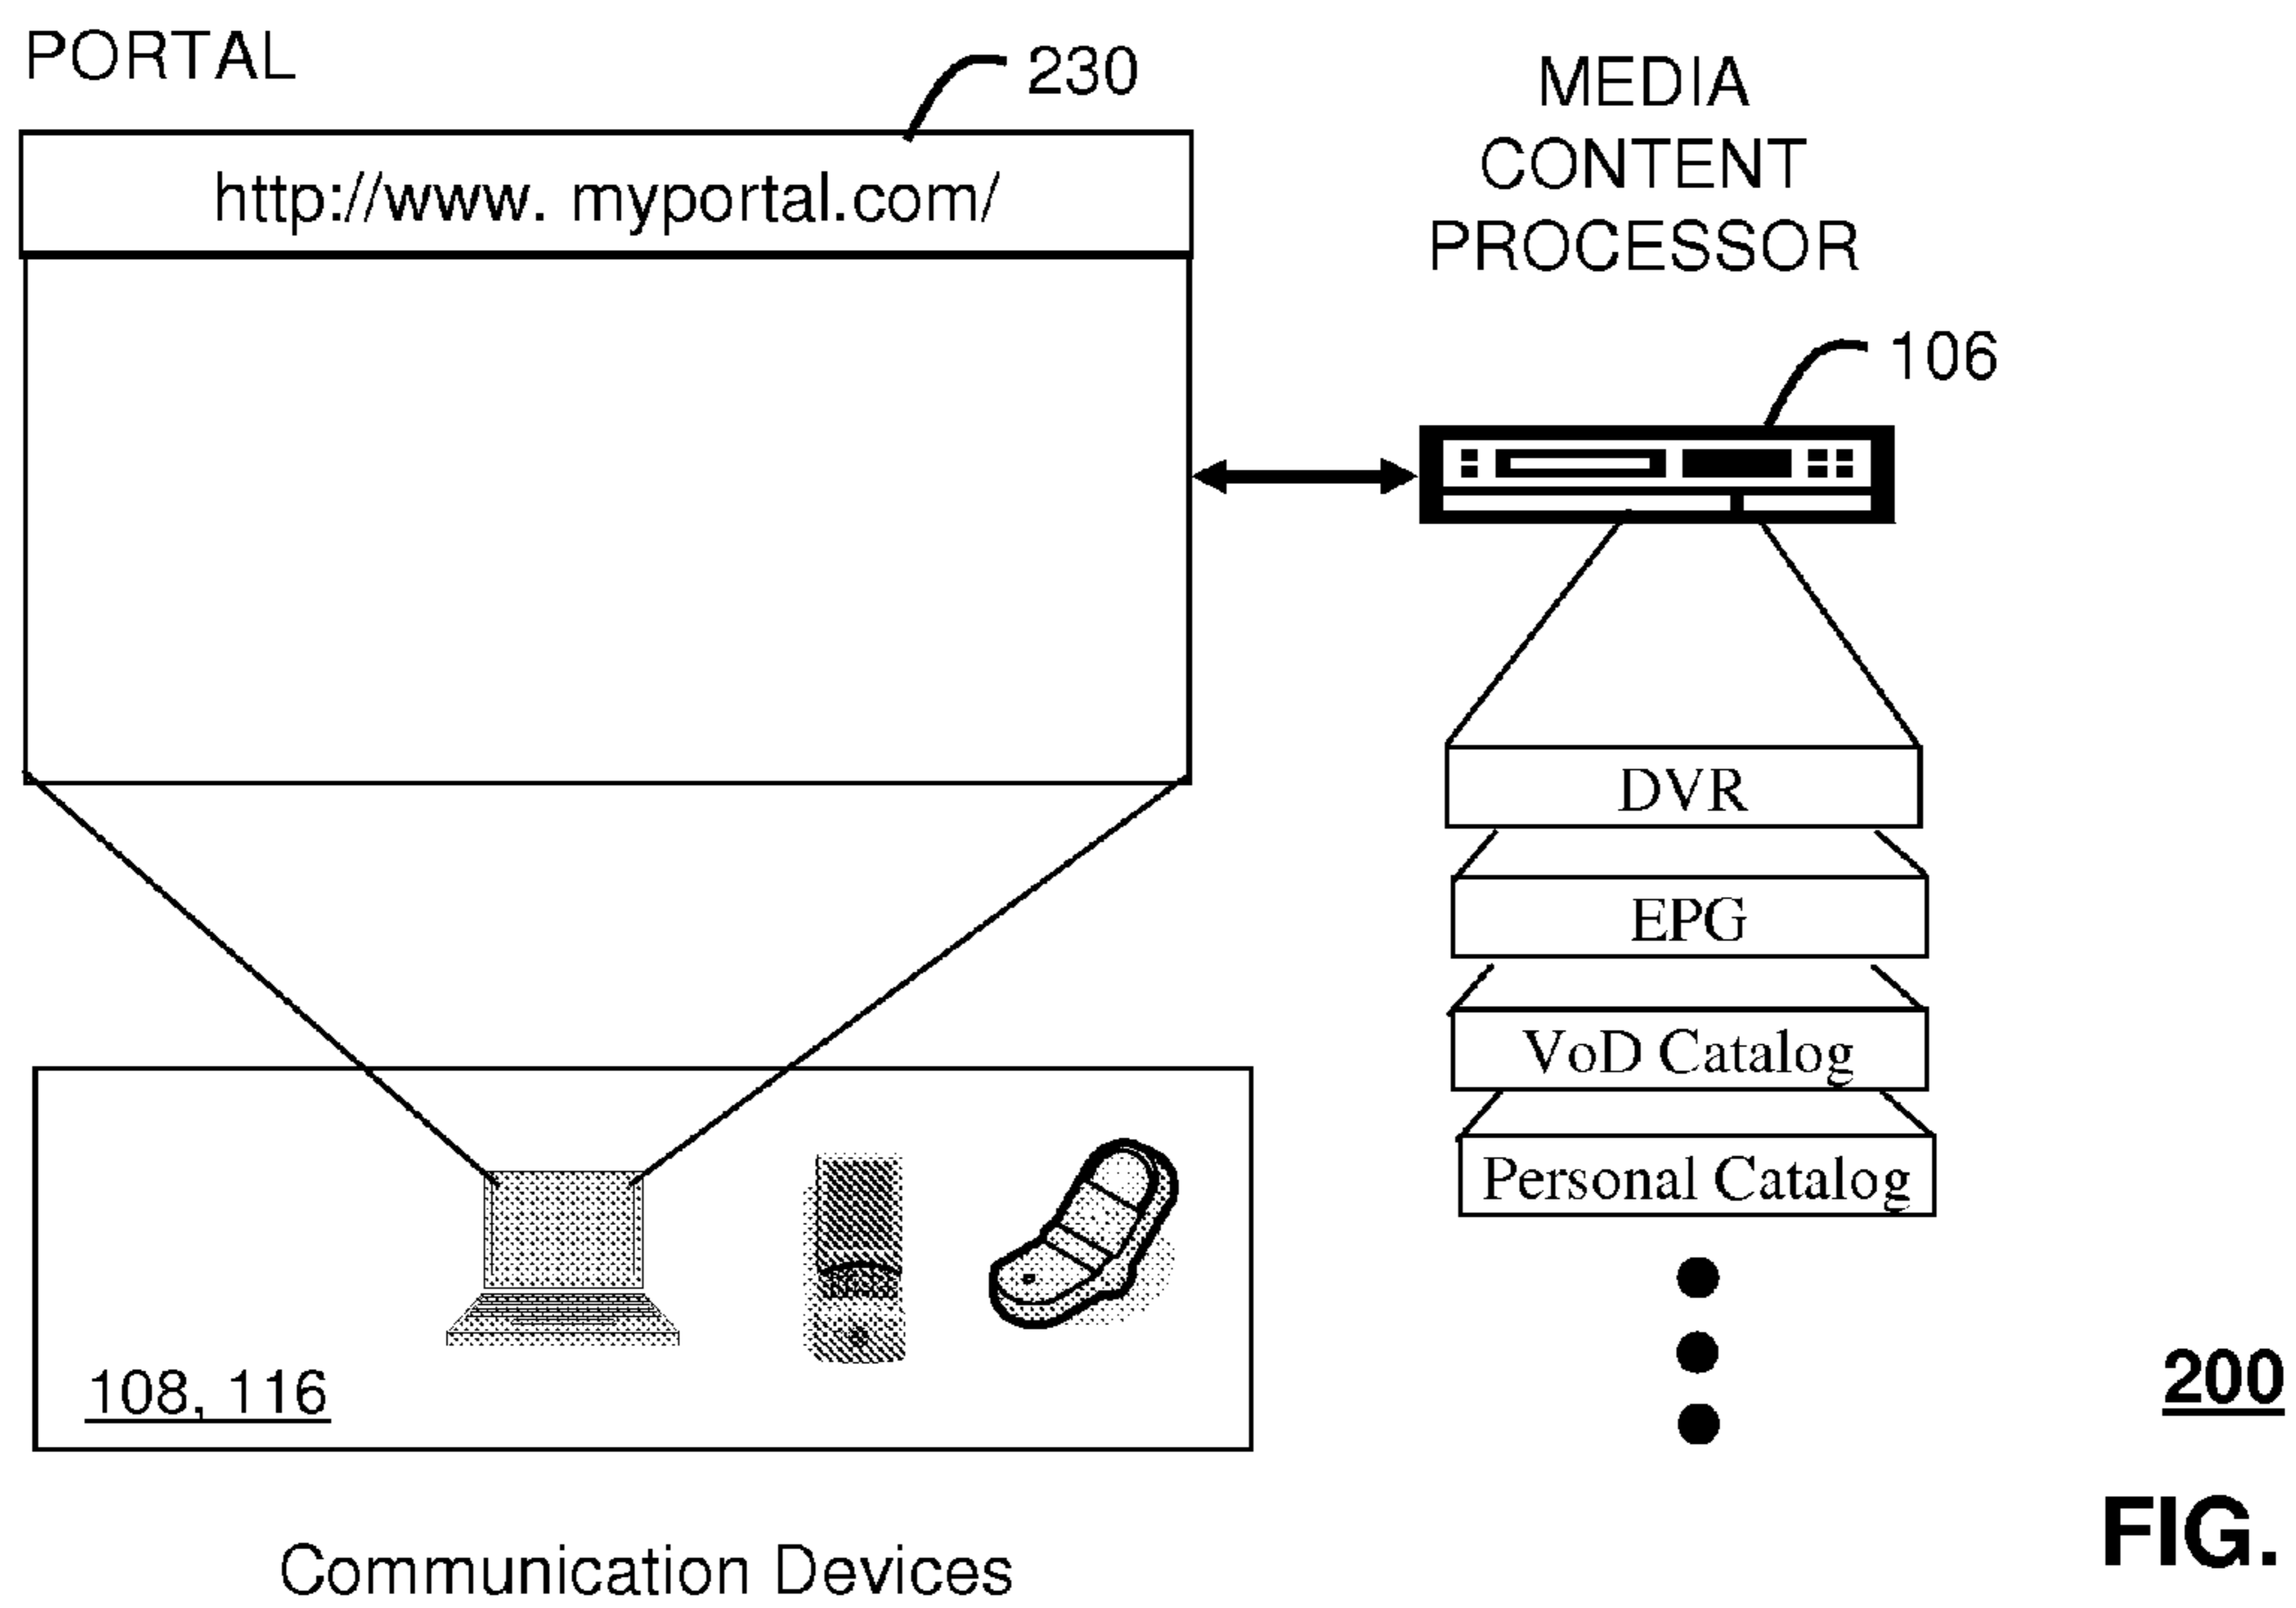 PORTAL
230
http://www. myportal.com/
MEDIA
CONTENT
PROCESSOR
106
DVR
EPG
VoD Catalog
Personal Catalog
108, 116
Communication Devices
200
FIG.